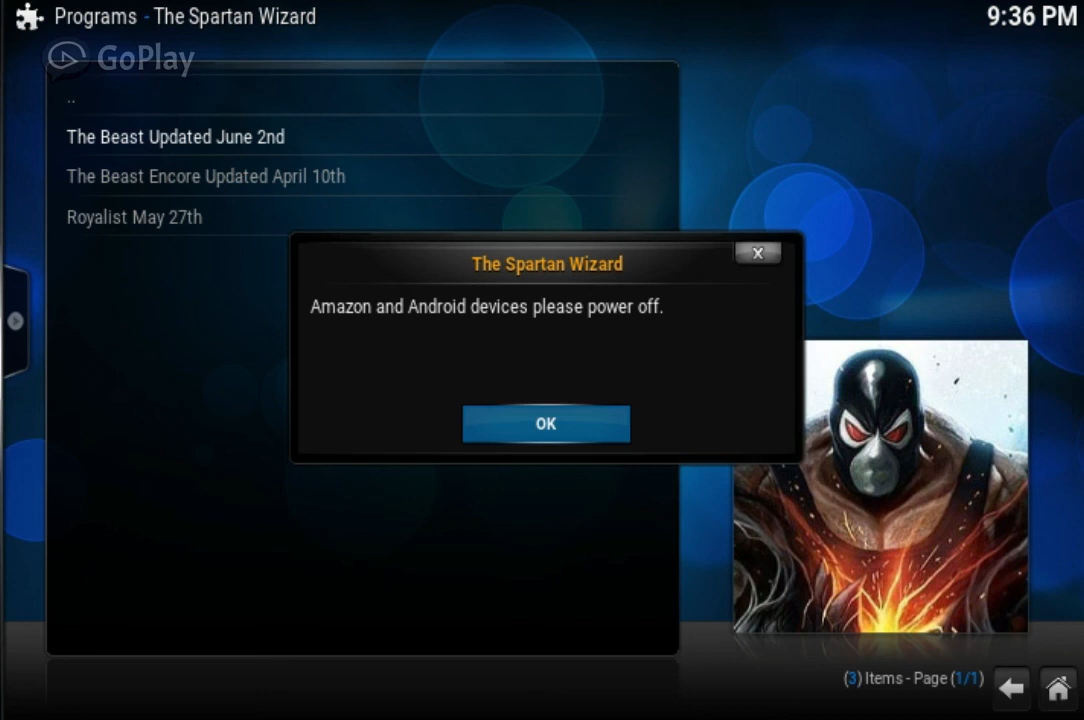 Programs - The Spartan Wizard
9:36 PM
GoPlay
..
The Beast Updated June 2nd
The Beast Encore Updated April 10th
Royalist May 27th
The Spartan Wizard
X
Amazon and Android devices please power off.
OK
(3) Items - Page (1/1)